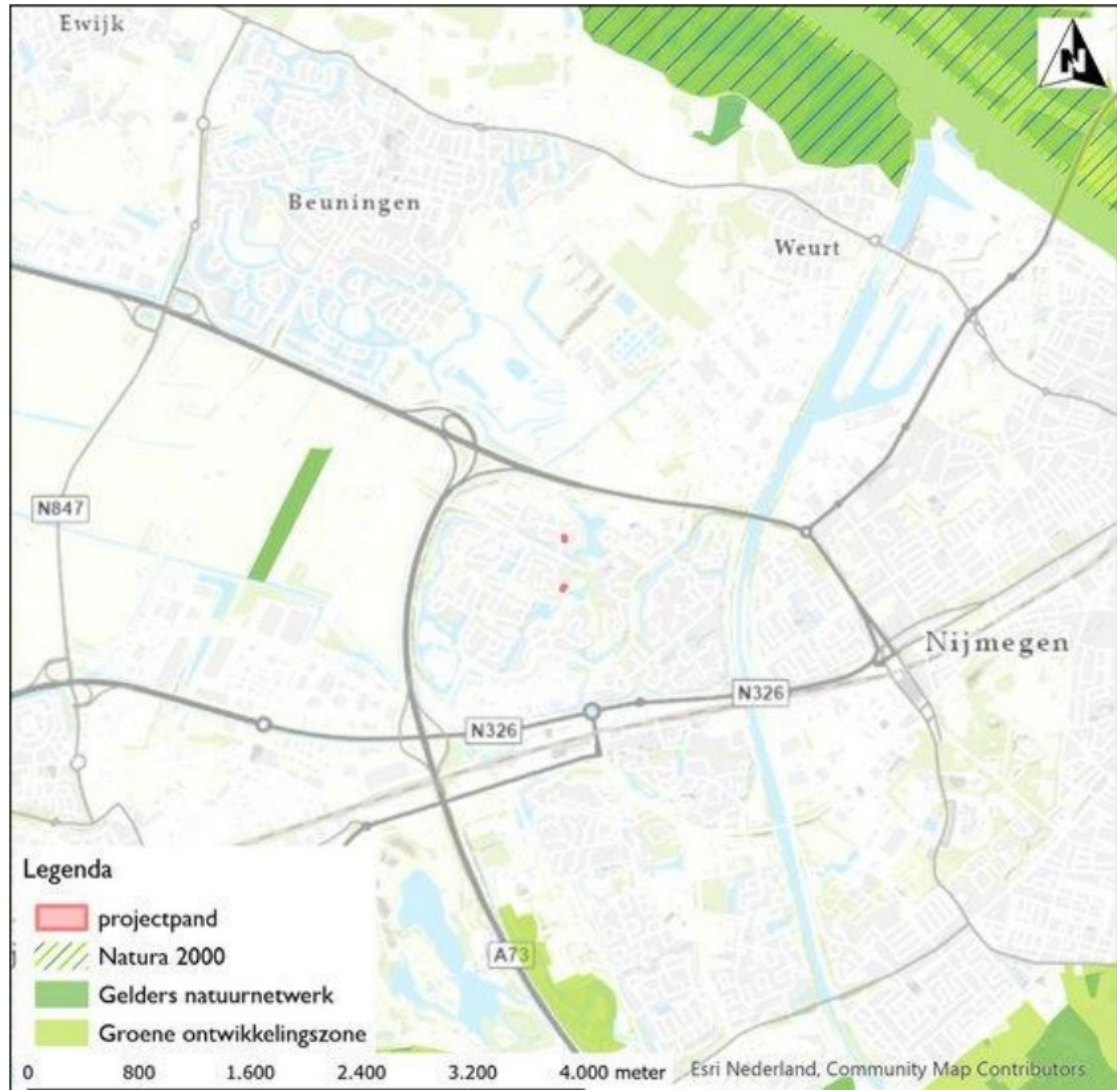 Ewijk
N
Beuningen
Weurt
N847
Nijmegen
N326
N326
A73
Legenda
projectpand
Natura 2000
Gelders natuurnetwerk
Groene ontwikkelingszone
0 800 1.600 2.400 3.200 4.000 meter
Esri Nederland, Community Map Contributors